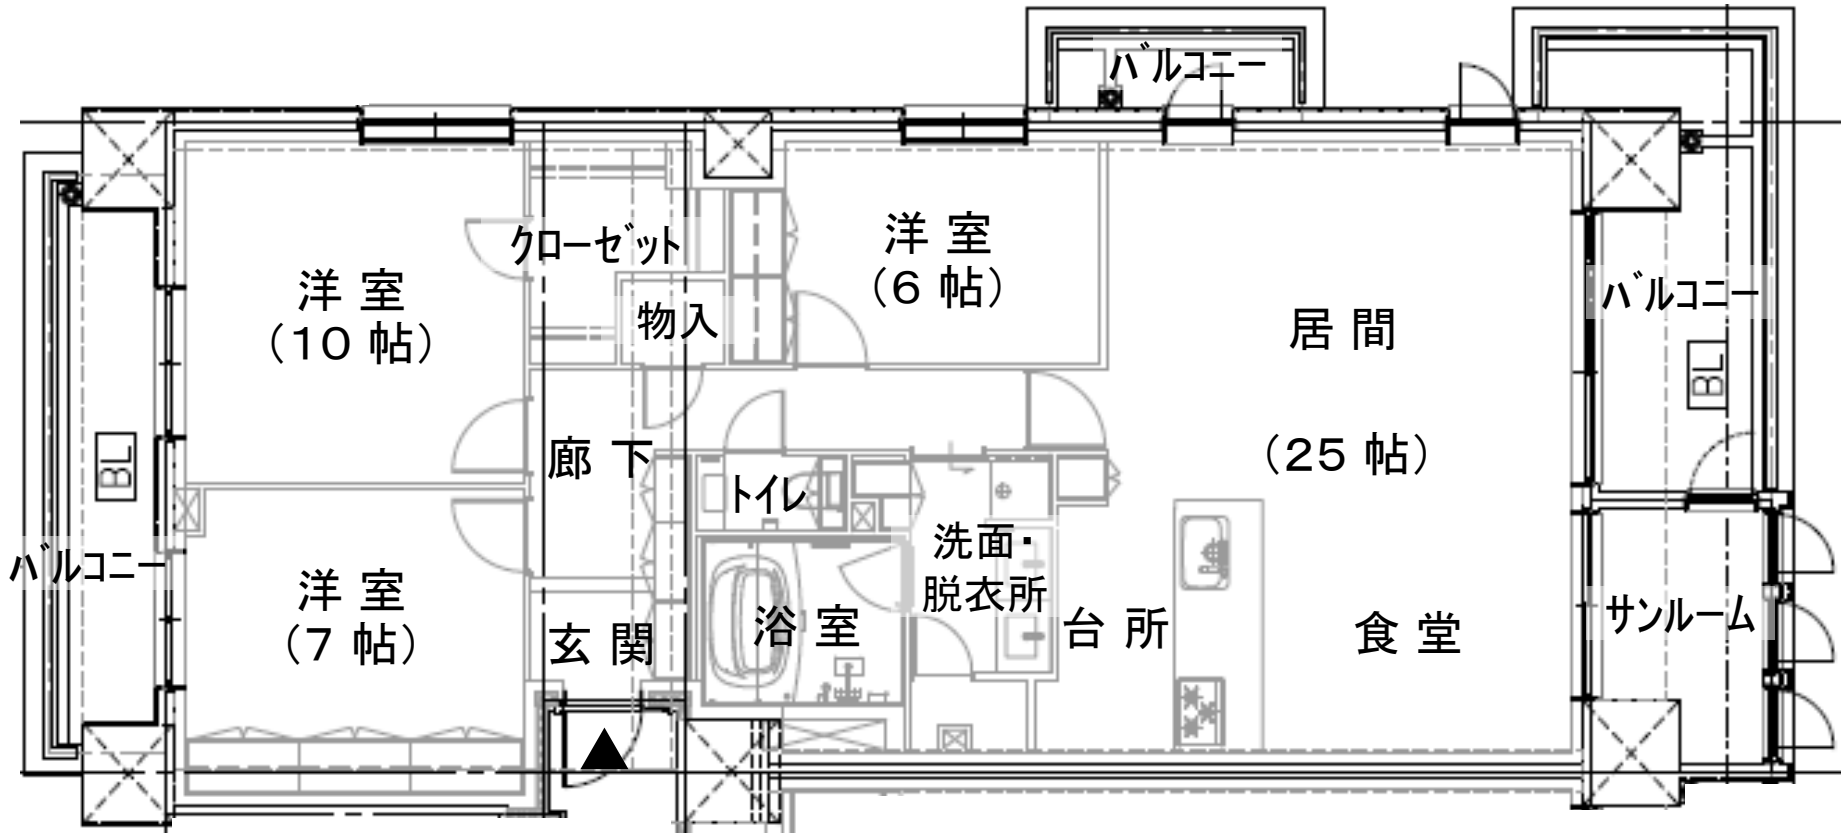 バルコニー
洋 室
(10 帖)
クローゼット
物入
洋 室
(6 帖)
居 間
(25 帖)
バルコニー
BL
BL
廊 下
トイレ
洗面・
脱衣所
バルコニー
洋 室
(7 帖)
玄 関
浴 室
台 所
食 堂
サンルーム